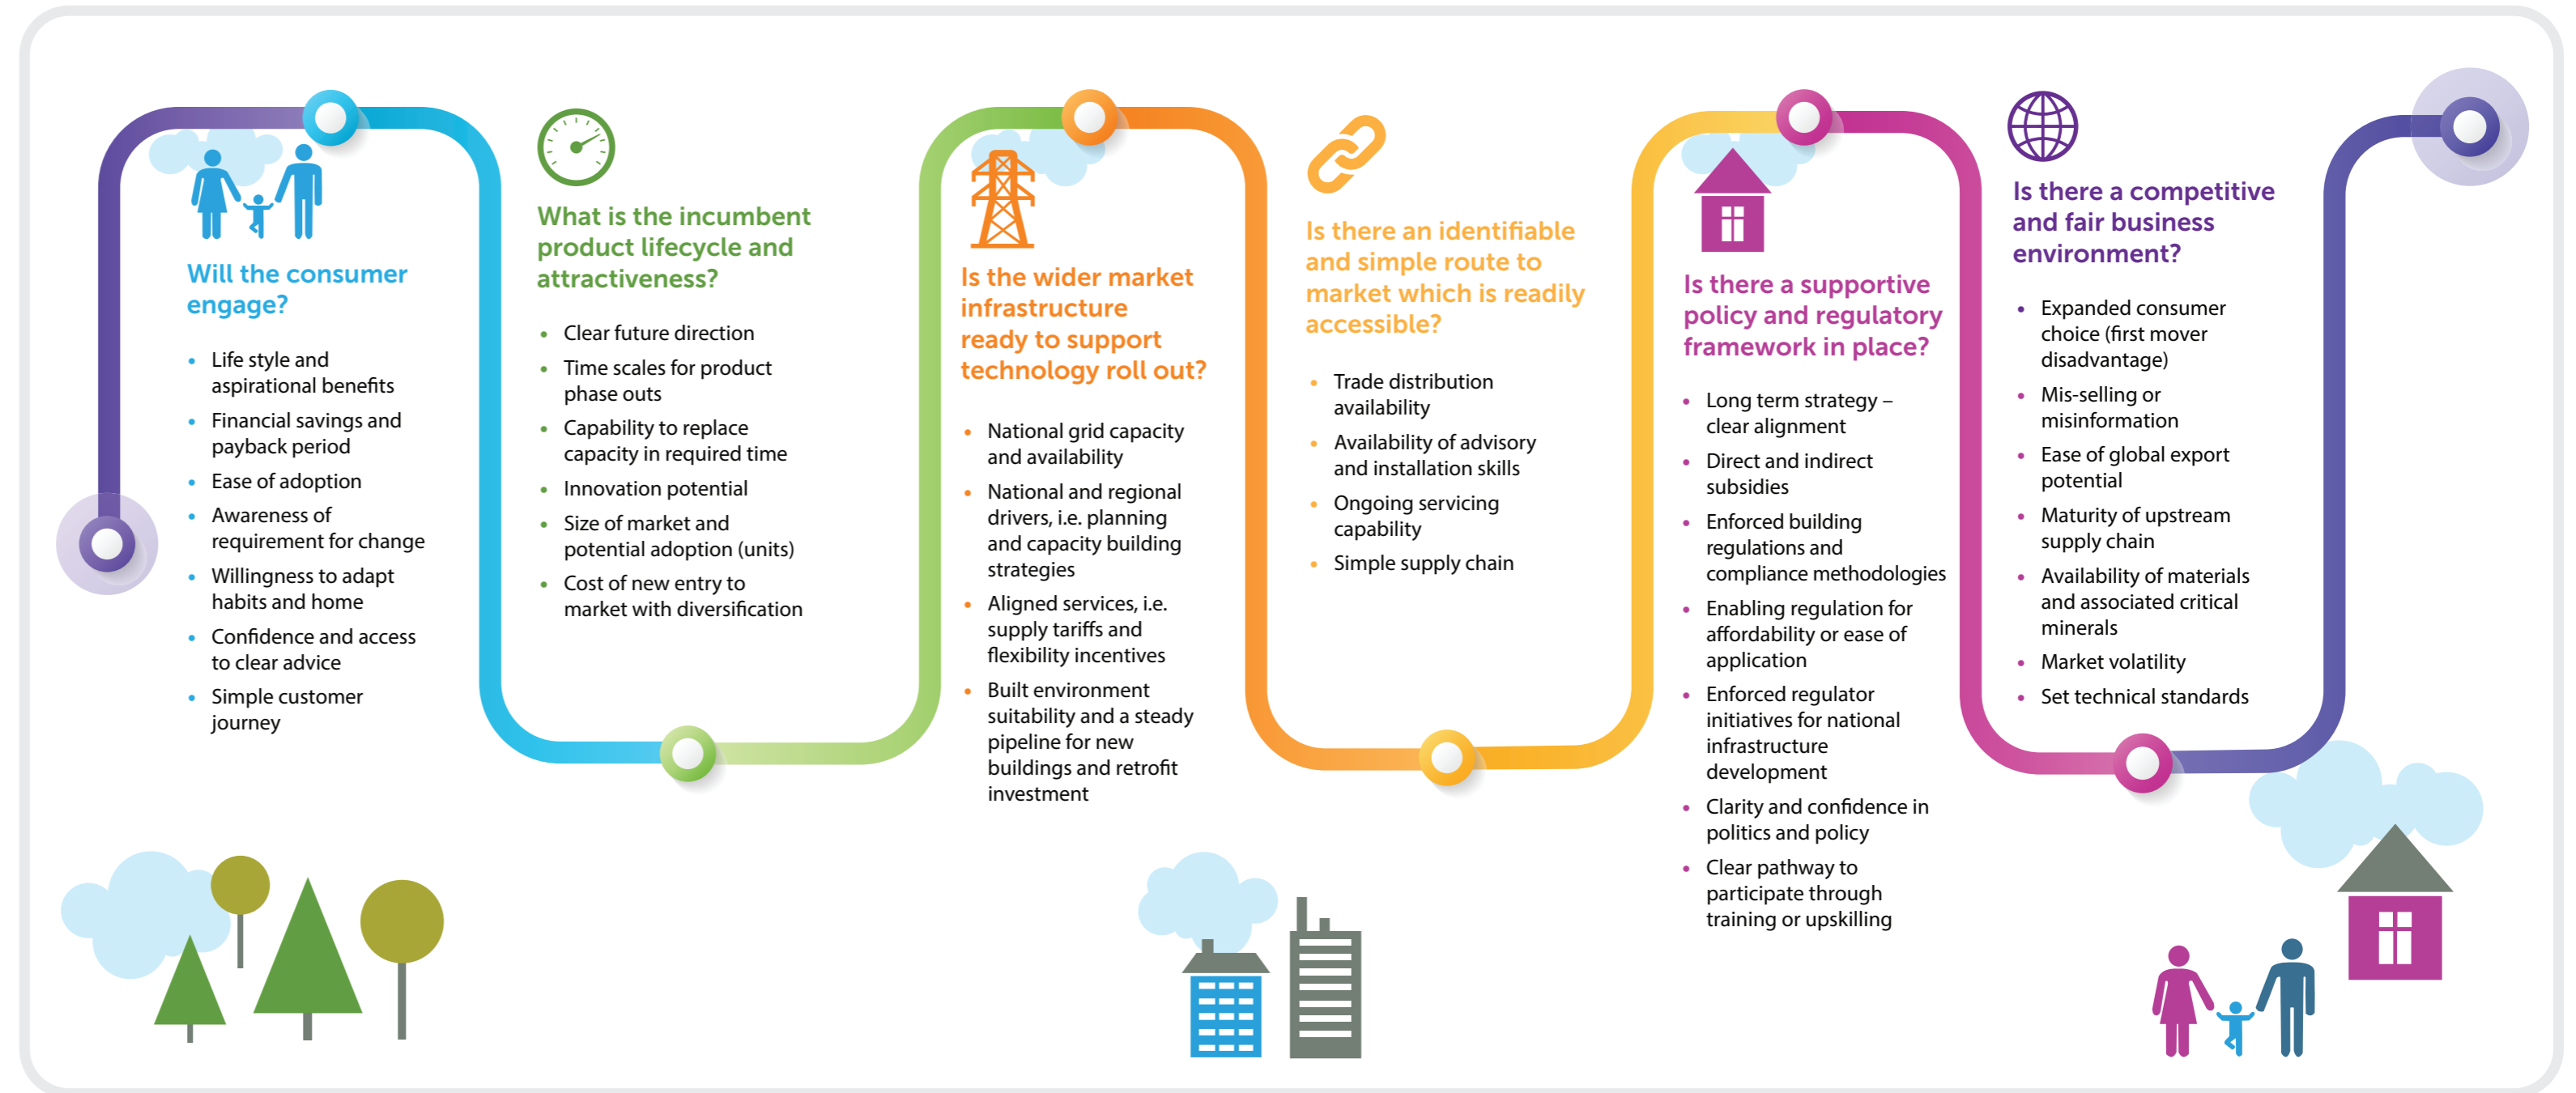 Will the consumer
engage?
• Life style and
aspirational benefits
• Financial savings and
payback period
• Ease of adoption
• Awareness of
requirement for change
• Willingness to adapt
habits and home
• Confidence and access
to clear advice
• Simple customer
journey
What is the incumbent
product lifecycle and
attractiveness?
• Clear future direction
• Time scales for product
phase outs
• Capability to replace
capacity in required time
• Innovation potential
• Size of market and
potential adoption (units)
• Cost of new entry to
market with diversification
Is the wider market
infrastructure
ready to support
technology roll out?
• National grid capacity
and availability
• National and regional
drivers, i.e. planning
and capacity building
strategies
• Aligned services, i.e.
supply tariffs and
flexibility incentives
• Built environment
suitability and a steady
pipeline for new
buildings and retrofit
investment
Is there an identifiable
and simple route to
market which is readily
accessible?
• Trade distribution
availability
• Availability of advisory
and installation skills
• Ongoing servicing
capability
• Simple supply chain
Is there a supportive
policy and regulatory
framework in place?
• Long term strategy –
clear alignment
• Direct and indirect
subsidies
• Enforced building
regulations and
compliance methodologies
• Enabling regulation for
affordability or ease of
application
• Enforced regulator
initiatives for national
infrastructure
development
• Clarity and confidence in
politics and policy
• Clear pathway to
participate through
training or upskilling
Is there a competitive
and fair business
environment?
• Expanded consumer
choice (first mover
disadvantage)
• Mis-selling or
misinformation
• Ease of global export
potential
• Maturity of upstream
supply chain
• Availability of materials
and associated critical
minerals
• Market volatility
• Set technical standards